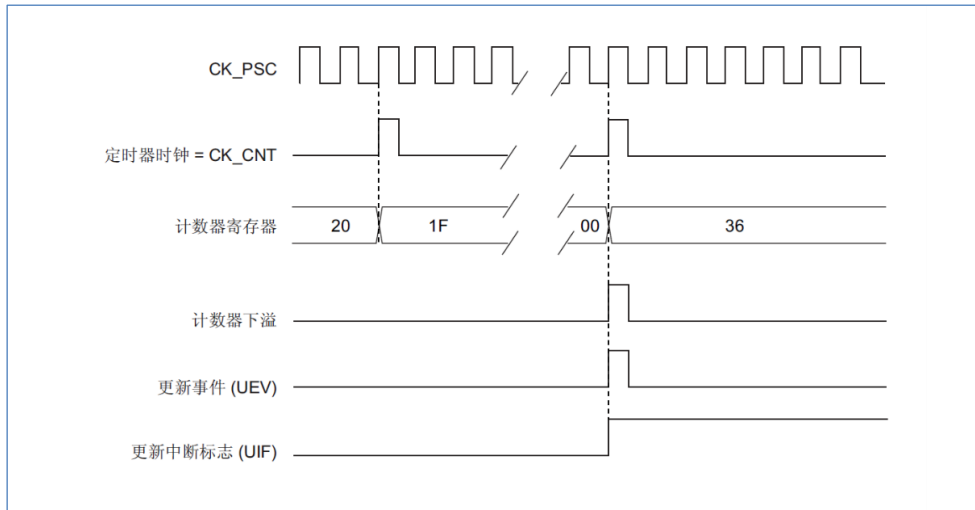 CK_PSC
定时器时钟 = CK_CNT
计数器寄存器 20 1F 00 36
计数器下溢
更新事件 (UEV)
更新中断标志 (UIF)